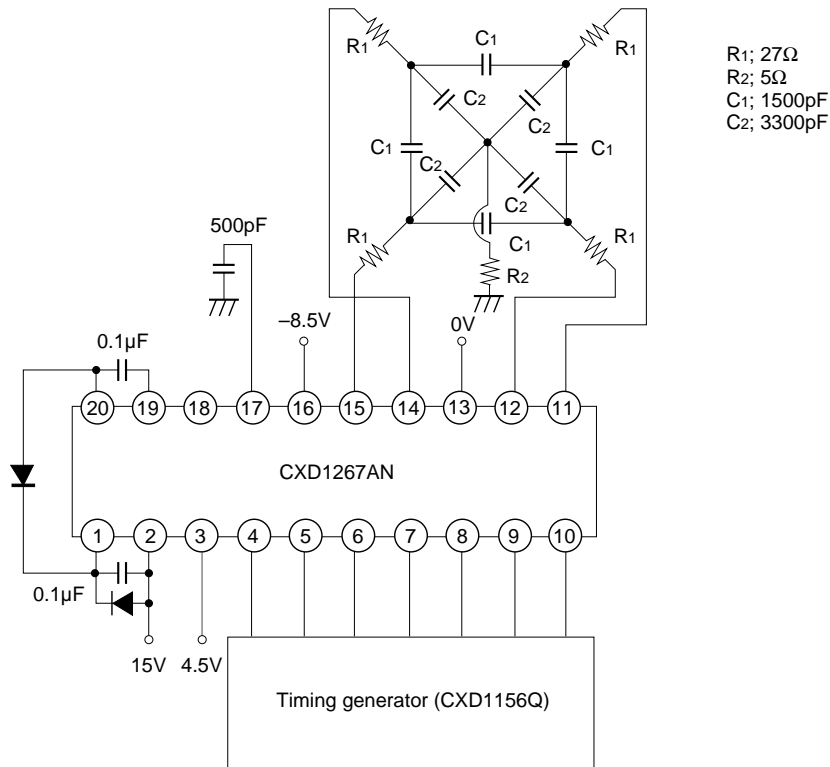 R1
C1
R1
R1; 27Ω
R2; 5Ω
C1; 1500pF
C2; 3300pF
C2
C2
C1
C2
C1
C2
R1
C1
R1
500pF
R2
–8.5V
0V
0.1µF
20 19 18 17 16 15 14 13 12 11
CXD1267AN
1 2 3 4 5 6 7 8 9 10
0.1µF
15V 4.5V
Timing generator (CXD1156Q)